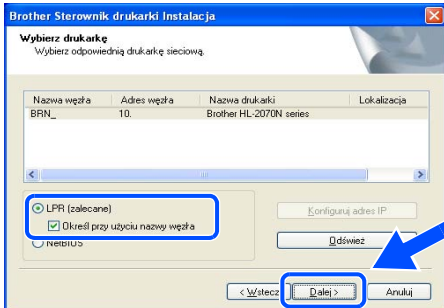 Brother Sterownik drukarki Instalacja
Wybierz drukarkę
Wybierz odpowiednią drukarkę sieciową.
Nazwa węzła Adres węzła Nazwa drukarki Lokalizacja
BRN_ 10. Brother HL-2070N series
LPR (zalecane)
Określ przy użyciu nazwy węzła
NetBIOS
Konfiguruj adres IP
Odśwież
< Wstecz Dalej > Anuluj